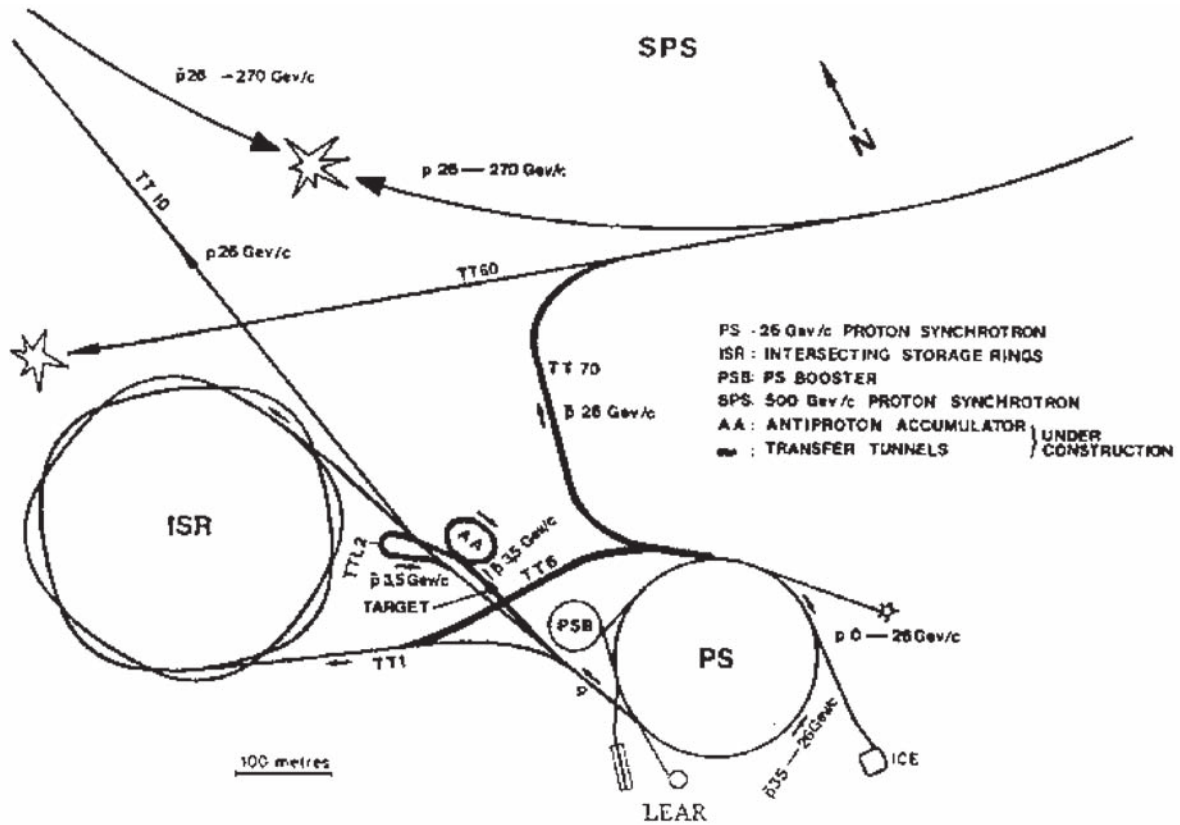 SPS
p̄ 26 — 270 Gev/c
N
p 26 — 270 Gev/c
TT10
p 26 Gev/c
TT60
PS - 26 Gev/c PROTON SYNCHROTRON
ISR : INTERSECTING STORAGE RINGS
PSB: PS BOOSTER
SPS: 500 Gev/c PROTON SYNCHROTRON
AA : ANTIPROTON ACCUMULATOR
: TRANSFER TUNNELS
UNDER
CONSTRUCTION
TT 70
p̄ 26 Gev/c
ISR
AA
TTL2
p̄ 3,5 Gev/c
p̄ 3,5 Gev/c
TT6
TARGET
PSB
PS
p 0 — 26 Gev/c
TT1
p
p̄ 3,5 — 26 Gev/c
ICE
100 metres
LEAR